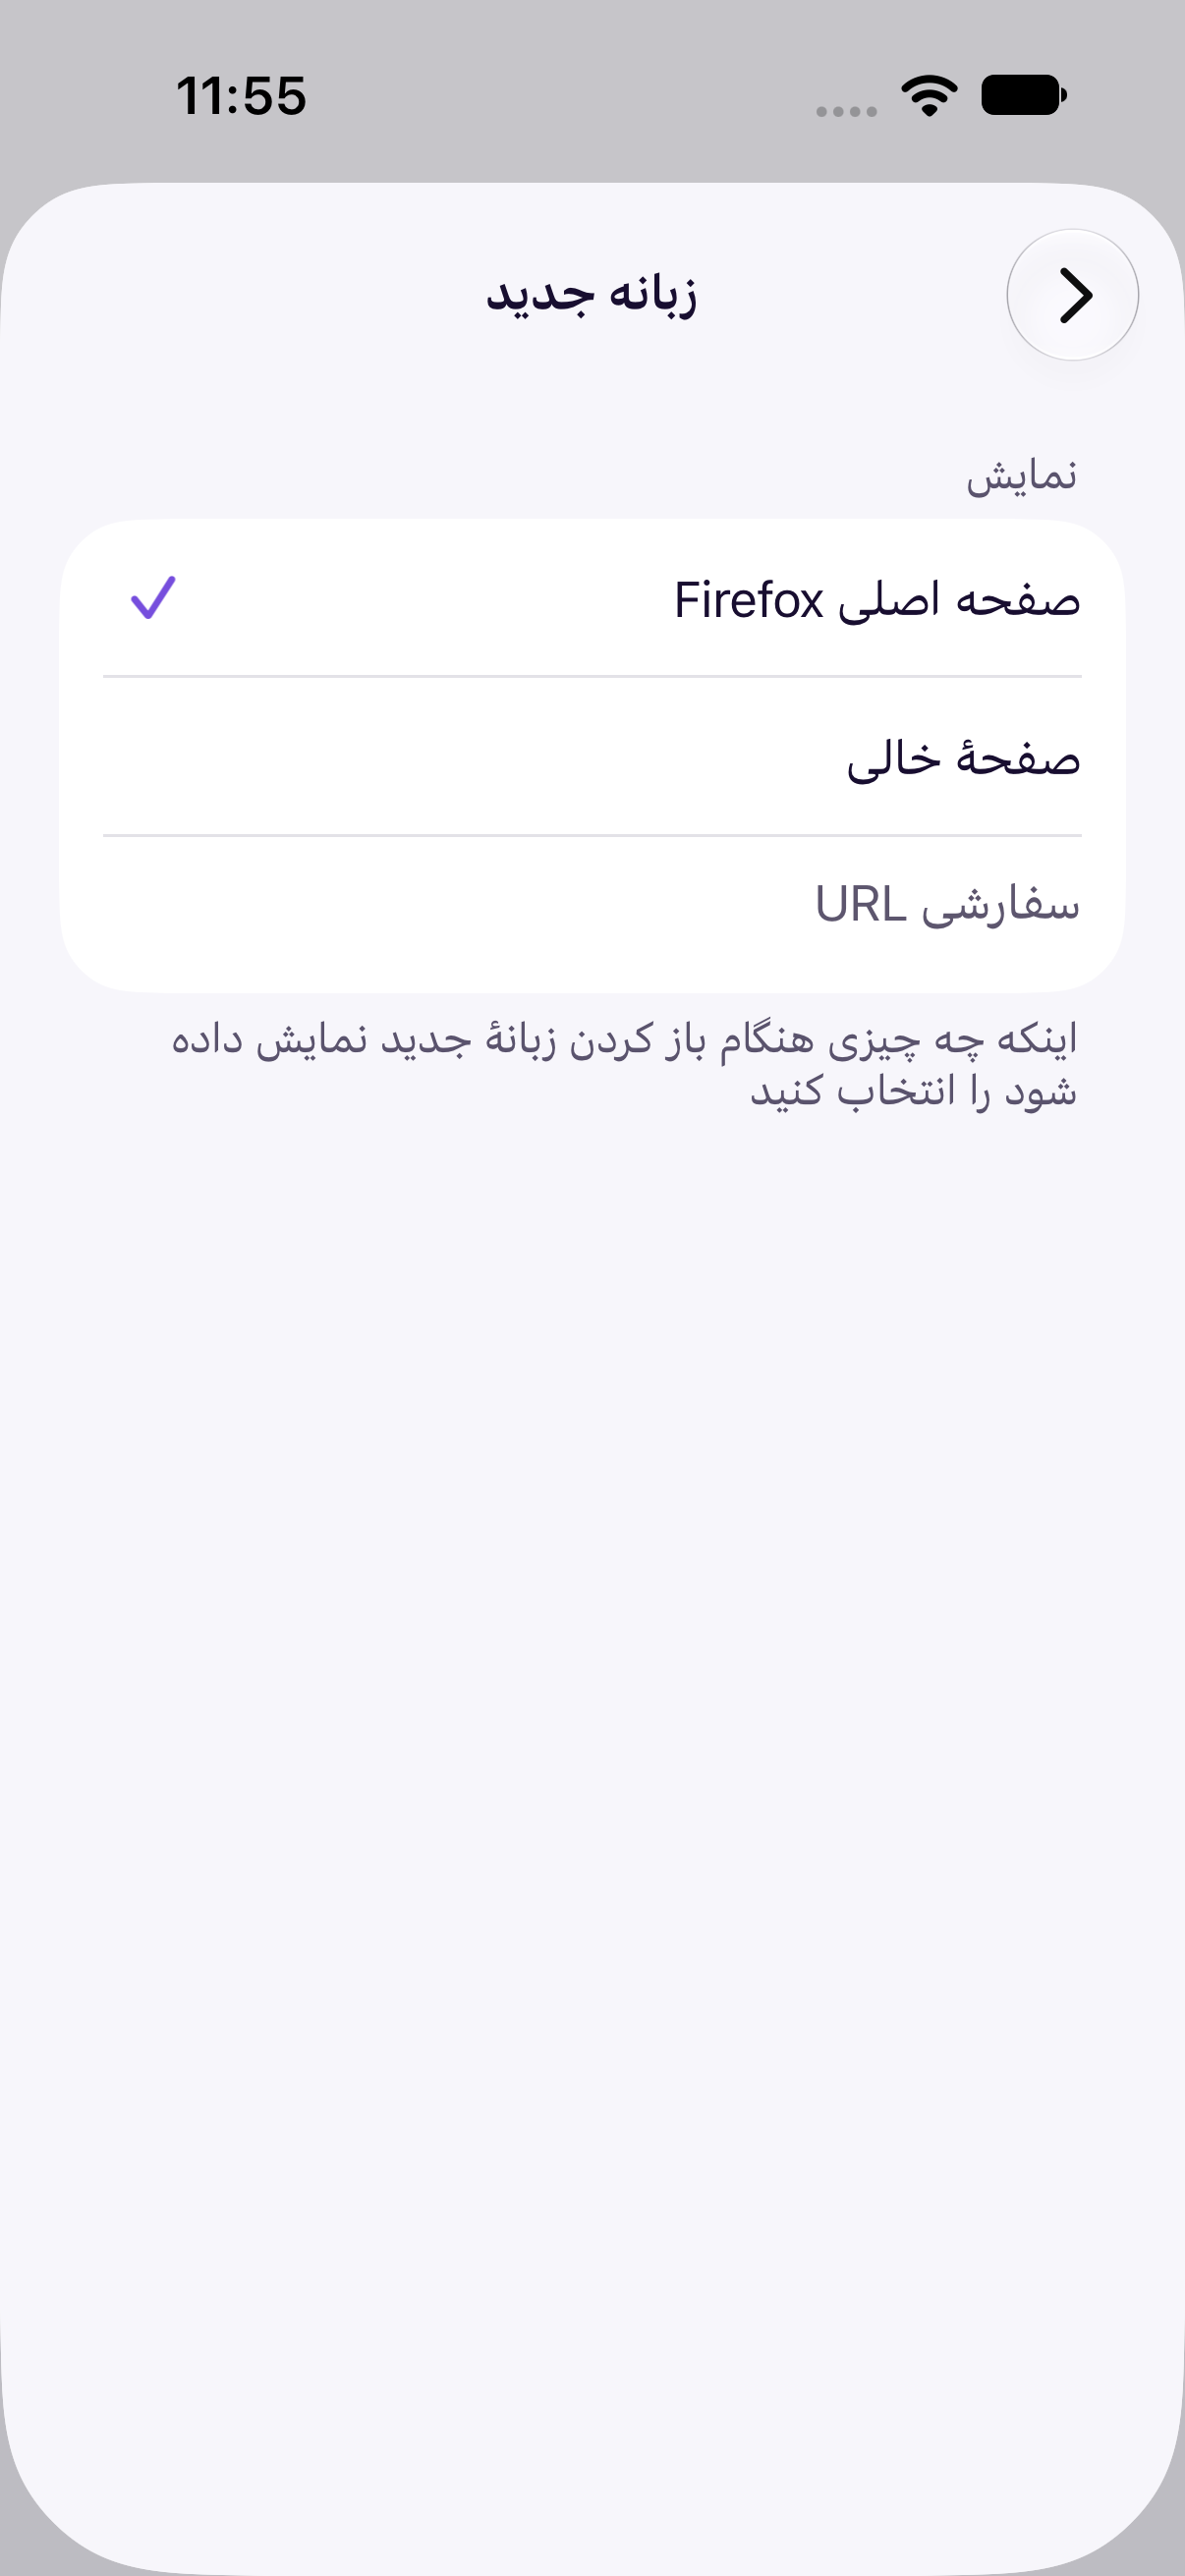 11:55
زبانه جدید
نمایش
صفحه اصلی Firefox
صفحهٔ خالی
سفارشی URL
اینکه چه چیزی هنگام باز کردن زبانهٔ جدید نمایش داده
شود را انتخاب کنید